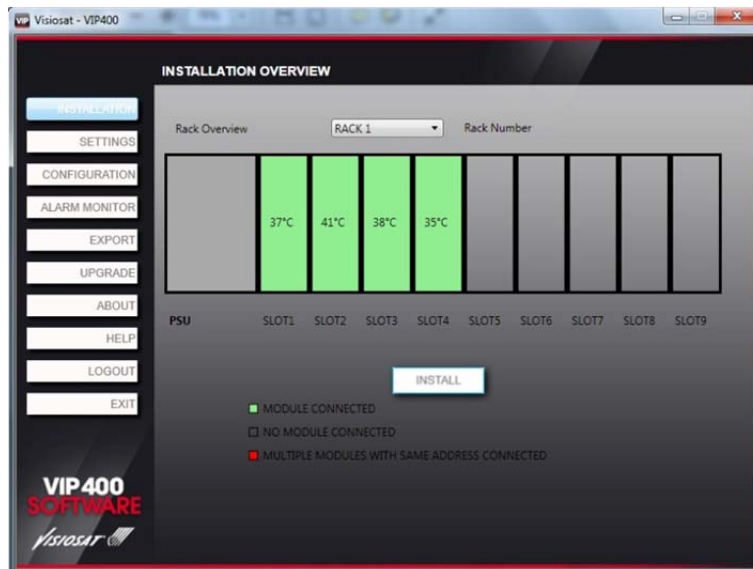 Visiosat - VIP400
INSTALLATION OVERVIEW
INSTALLATION
SETTINGS
CONFIGURATION
ALARM MONITOR
EXPORT
UPGRADE
ABOUT
HELP
LOGOUT
EXIT
Rack Overview RACK 1 Rack Number
37°C 41°C 38°C 35°C
PSU SLOT1 SLOT2 SLOT3 SLOT4 SLOT5 SLOT6 SLOT7 SLOT8 SLOT9
INSTALL
MODULE CONNECTED
NO MODULE CONNECTED
MULTIPLE MODULES WITH SAME ADDRESS CONNECTED
VIP400
SOFTWARE
VISIOSAT